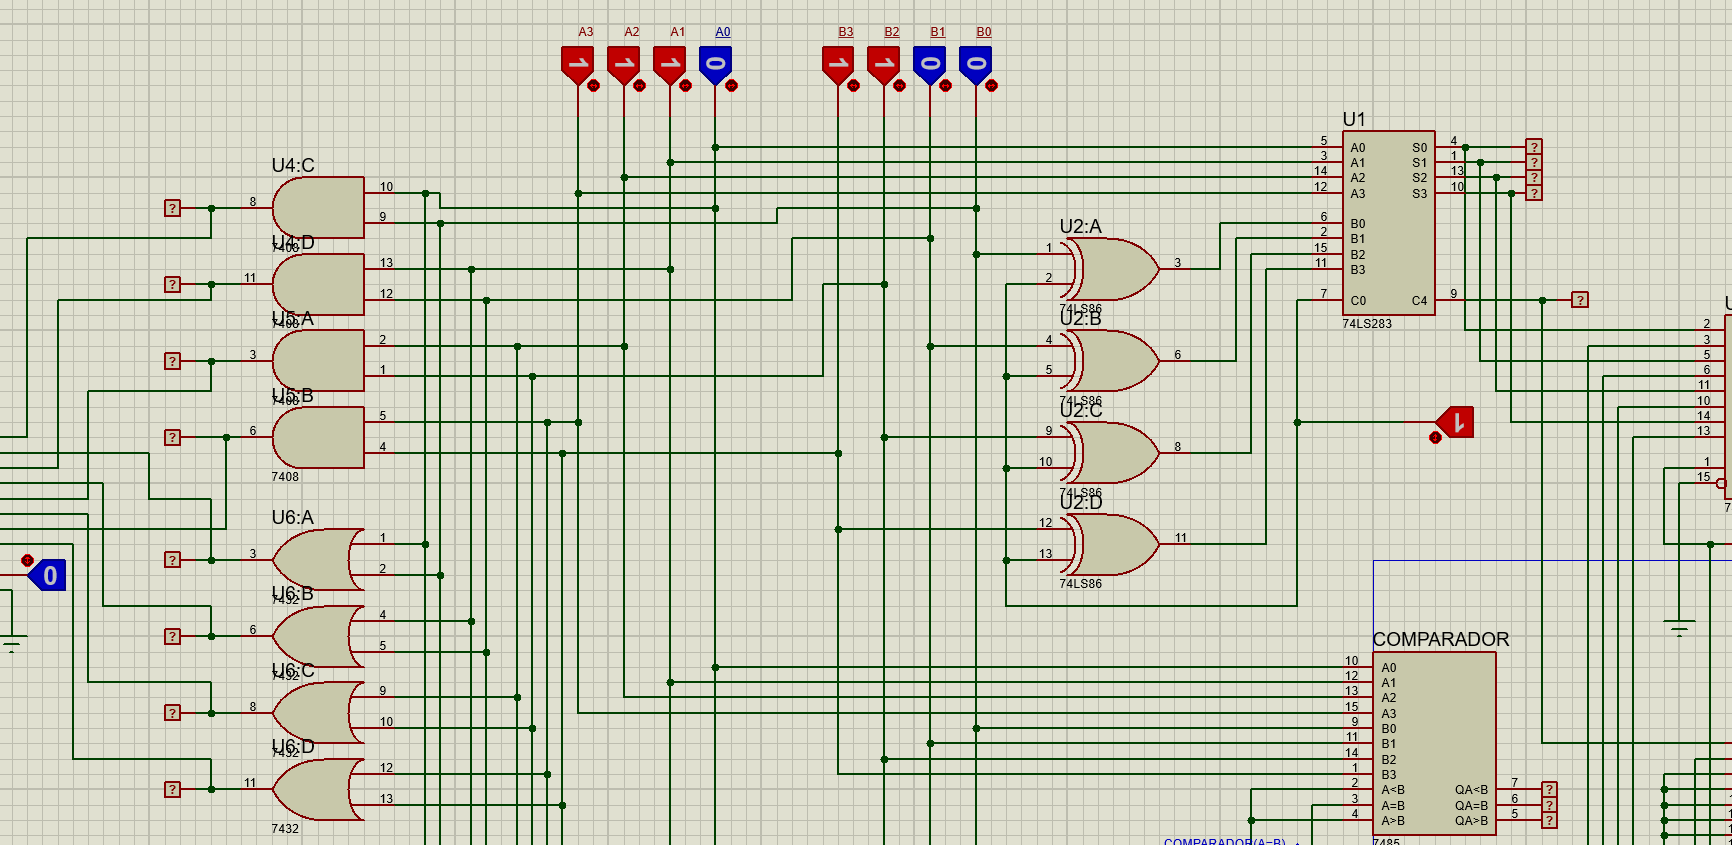 A3 A2 A1 A0 B3 B2 B1 B0
1 1 1 0 1 1 0 0
U1
5 A0 S0 4 ?
3 A1 S1 1 ?
14 A2 S2 13 ?
12 A3 S3 10 ?
6 B0
2 B1
15 B2
11 B3
7 C0 C4 9 ?
74LS283
U4:C
10
? 8
9
7408
U4:D
13
? 11
12
7408
U5:A
2
? 3
1
7408
U5:B
5
? 6
4
7408
U6:A
1
? 3
2
7432
U6:B
4
? 6
5
7432
U6:C
9
? 8
10
7432
U6:D
12
? 11
13
7432
0
U2:A
1
3
2
74LS86
U2:B
4
6
5
74LS86
U2:C
9
8
10
74LS86
U2:D
12
11
13
74LS86
1
2
3
5
6
11
10
14
13
1
15
7
COMPARADOR
10 A0
12 A1
13 A2
15 A3
9 B0
11 B1
14 B2
1 B3
2 A<B QA<B 7 ?
3 A=B QA=B 6 ?
4 A>B QA>B 5 ?
7485
COMPARADOR(A=B)